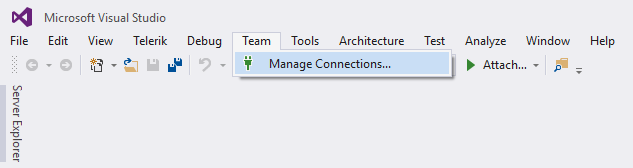 Microsoft Visual Studio
File Edit View Telerik Debug Team Tools Architecture Test Analyze Window Help
Manage Connections...
Attach...
Server Explorer